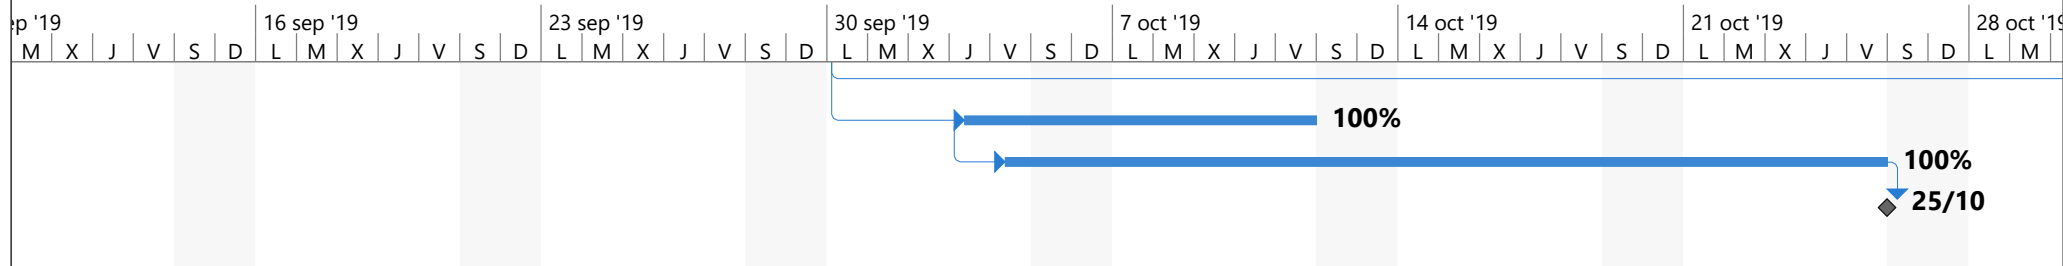 ep '19 16 sep '19 23 sep '19 30 sep '19 7 oct '19 14 oct '19 21 oct '19 28 oct '19
M X J V S D L M X J V S D L M X J V S D L M X J V S D L M X J V S D L M X J V S D L M X J V S D L M
100%
100%
25/10